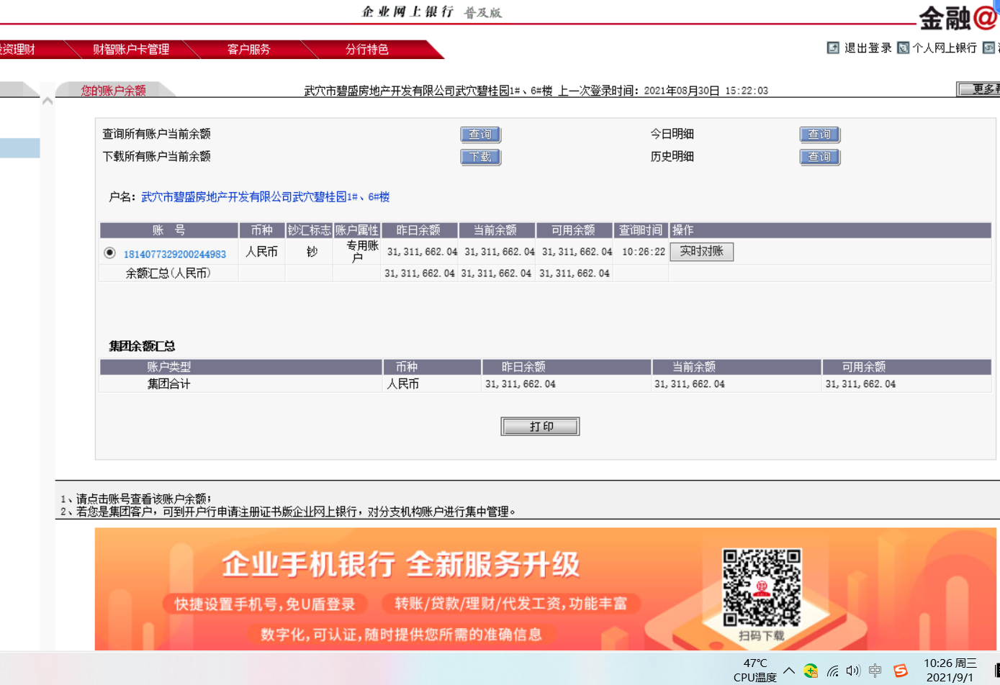 企业网上银行 普及版
金融@
资理财 财智账户卡管理 客户服务 分行特色
退出登录 个人网上银行
您的账户余额 武穴市碧盛房地产开发有限公司武穴碧桂园1#、6#楼 上一次登录时间：2021年08月30日 15:22:03 更多
查询所有账户当前余额 查询 今日明细 查询
下载所有账户当前余额 下载 历史明细 查询
户名：武穴市碧盛房地产开发有限公司武穴碧桂园1#、6#楼
账 号 币种 钞汇标志 账户属性 昨日余额 当前余额 可用余额 查询时间 操作
1814077329200244983 人民币 钞 专用账户 31,311,662.04 31,311,662.04 31,311,662.04 10:26:22 实时对账
余额汇总(人民币) 31,311,662.04 31,311,662.04 31,311,662.04
集团余额汇总
账户类型 币种 昨日余额 当前余额 可用余额
集团合计 人民币 31,311,662.04 31,311,662.04 31,311,662.04
打印
1、请点击账号查看该账户余额；
2、若您是集团客户，可到开户行申请注册证书版企业网上银行，对分支机构账户进行集中管理。
企业手机银行 全新服务升级
快捷设置手机号,免U盾登录 转账/贷款/理财/代发工资,功能丰富
数字化,可认证,随时提供您所需的准确信息
扫码下载
47℃
CPU温度
中
10:26 周三
2021/9/1